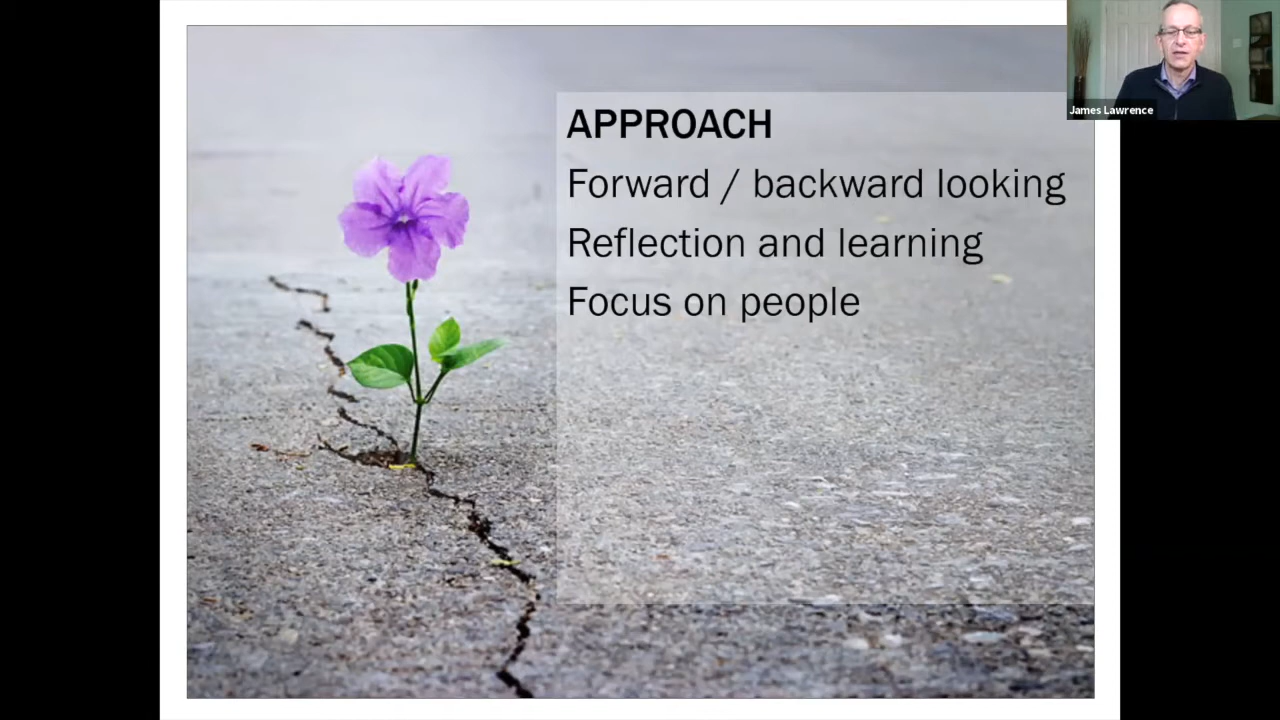 APPROACH
Forward / backward looking
Reflection and learning
Focus on people
James Lawrence